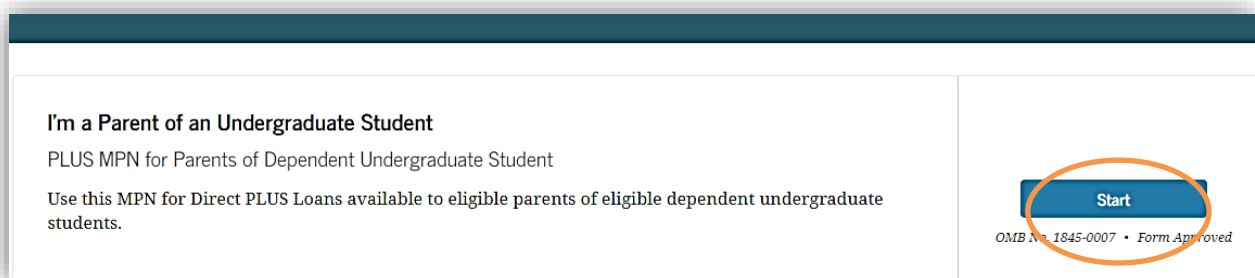 I'm a Parent of an Undergraduate Student
PLUS MPN for Parents of Dependent Undergraduate Student
Use this MPN for Direct PLUS Loans available to eligible parents of eligible dependent undergraduate
students.
Start
OMB No. 1845-0007 • Form Approved